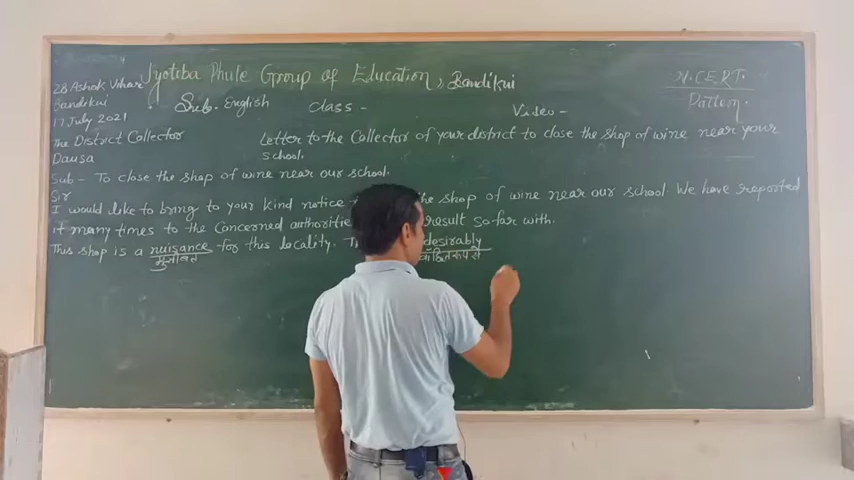 Jyotoba Phule Group of Education, Bandikui
N.C.E.R.T.
Pattern
Sub- English Class - Video -
28 Ashok Vihar
Bandikui
17 July 2021
The District Collector
Dausa
Letter to the Collector of your district to close the shop of wine near your
school.
Sub - To close the shop of wine near our school.
Sir
I would like to bring to your kind notice the shop of wine near our school. We have reported
it many times to the concerned authorities result so far with.
This shop is a nuisance for this locality. desirably
मुसीबत